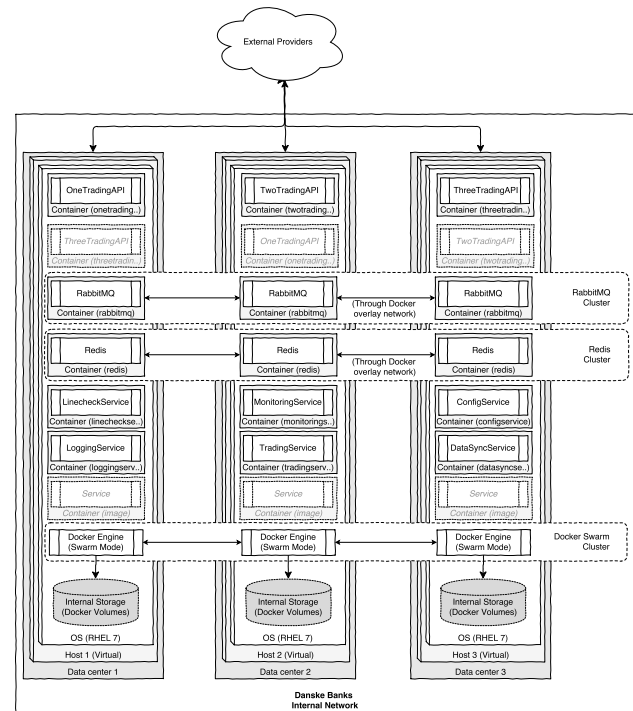 External Providers
OneTradingAPI
Container (onetrading..)
TwoTradingAPI
Container (twotrading..)
ThreeTradingAPI
Container (threetradin..)
ThreeTradingAPI
Container (threetradin..)
OneTradingAPI
Container (onetrading..)
TwoTradingAPI
Container (twotrading..)
RabbitMQ
Container (rabbitmq)
RabbitMQ
Container (rabbitmq)
(Through Docker
overlay network)
RabbitMQ
Container (rabbitmq)
RabbitMQ
Cluster
Redis
Container (redis)
Redis
Container (redis)
(Through Docker
overlay network)
Redis
Container (redis)
Redis
Cluster
LinecheckService
Container (linecheckse..)
MonitoringService
Container (monitorings..)
ConfigService
Container (configservice)
LoggingService
Container (loggingserv..)
TradingService
Container (tradingserv..)
DataSyncService
Container (datasyncse..)
Service
Container (image)
Service
Container (image)
Service
Container (image)
Docker Engine
(Swarm Mode)
Docker Engine
(Swarm Mode)
Docker Engine
(Swarm Mode)
Docker Swarm
Cluster
Internal Storage
(Docker Volumes)
Internal Storage
(Docker Volumes)
Internal Storage
(Docker Volumes)
OS (RHEL 7)
OS (RHEL 7)
OS (RHEL 7)
Host 1 (Virtual)
Host 2 (Virtual)
Host 3 (Virtual)
Data center 1
Data center 2
Data center 3
Danske Banks
Internal Network